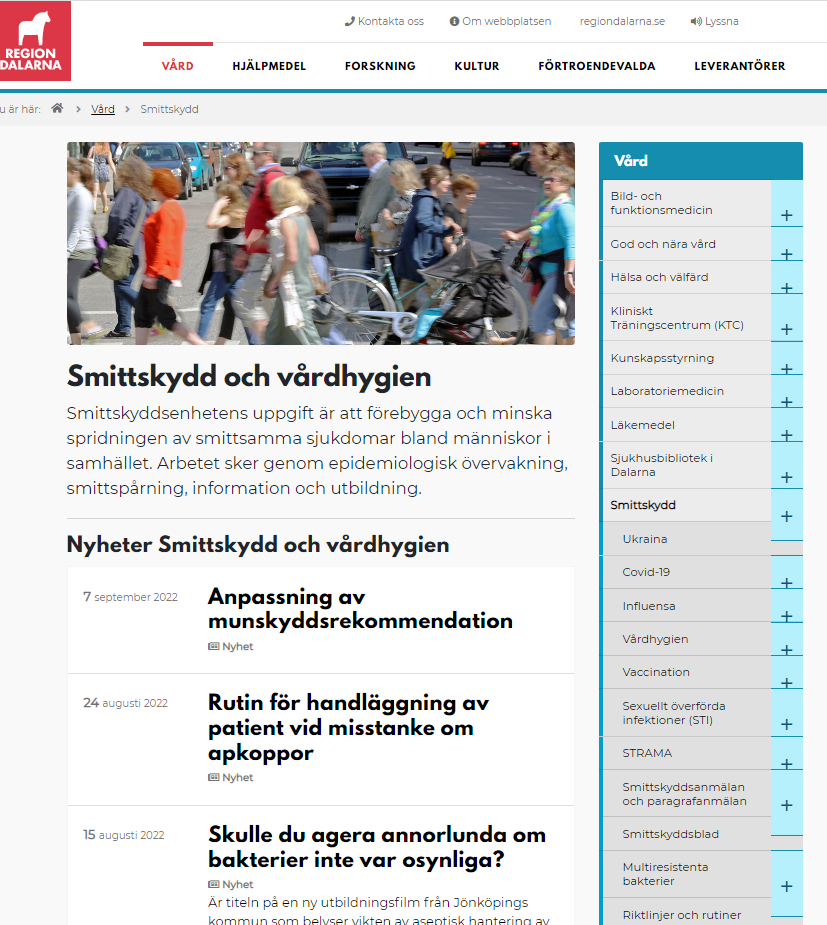 REGION
DALARNA
Kontakta oss
Om webbplatsen
regiondalarna.se
Lyssna
VÅRD
HJÄLPMEDEL
FORSKNING
KULTUR
FÖRTROENDEVALDA
LEVERANTÖRER
u är här:
Vård
Smittskydd
Smittskydd och vårdhygien
Smittskyddsenhetens uppgift är att förebygga och minska
spridningen av smittsamma sjukdomar bland människor i
samhället. Arbetet sker genom epidemiologisk övervakning,
smittspårning, information och utbildning.
Nyheter Smittskydd och vårdhygien
7 september 2022
Anpassning av
munskyddsrekommendation
Nyhet
24 augusti 2022
Rutin för handläggning av
patient vid misstanke om
apkoppor
Nyhet
15 augusti 2022
Skulle du agera annorlunda om
bakterier inte var osynliga?
Nyhet
Är titeln på en ny utbildningsfilm från Jönköpings
kommun som belyser vikten av aseptisk hantering av
Vård
Bild- och
funktionsmedicin
God och nära vård
Hälsa och välfärd
Kliniskt
Träningscentrum (KTC)
Kunskapsstyrning
Laboratoriemedicin
Läkemedel
Sjukhusbibliotek i
Dalarna
Smittskydd
Ukraina
Covid-19
Influensa
Vårdhygien
Vaccination
Sexuellt överförda
infektioner (STI)
STRAMA
Smittskyddsanmälan
och paragrafanmälan
Smittskyddsblad
Multiresistenta
bakterier
Riktlinjer och rutiner